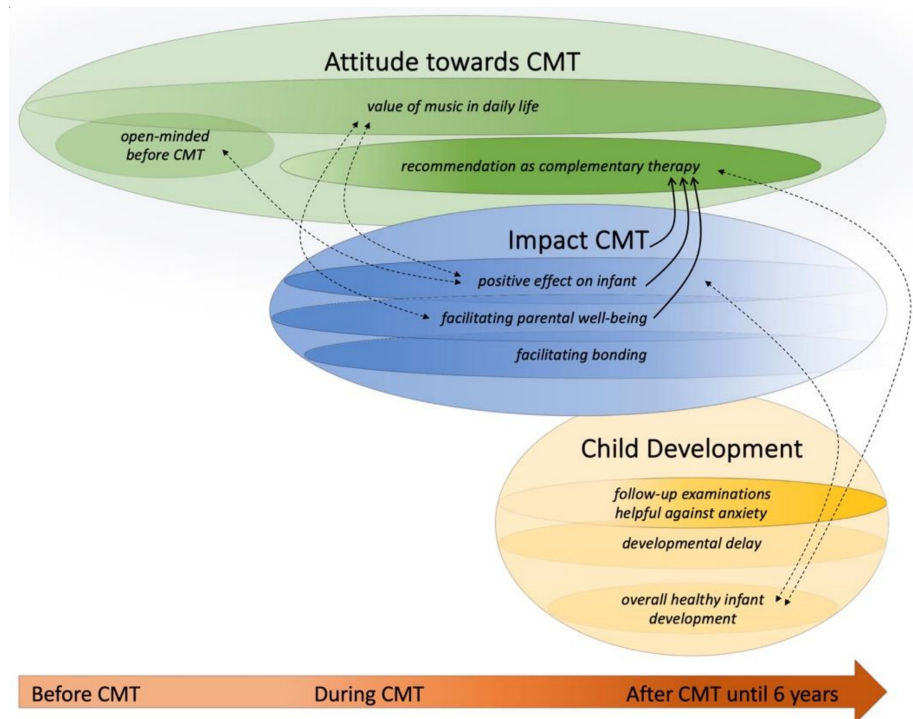 Attitude towards CMT
value of music in daily life
open-minded
before CMT
recommendation as complementary therapy
Impact CMT
positive effect on infant
facilitating parental well-being
facilitating bonding
Child Development
follow-up examinations
helpful against anxiety
developmental delay
overall healthy infant
development
Before CMT
During CMT
After CMT until 6 years